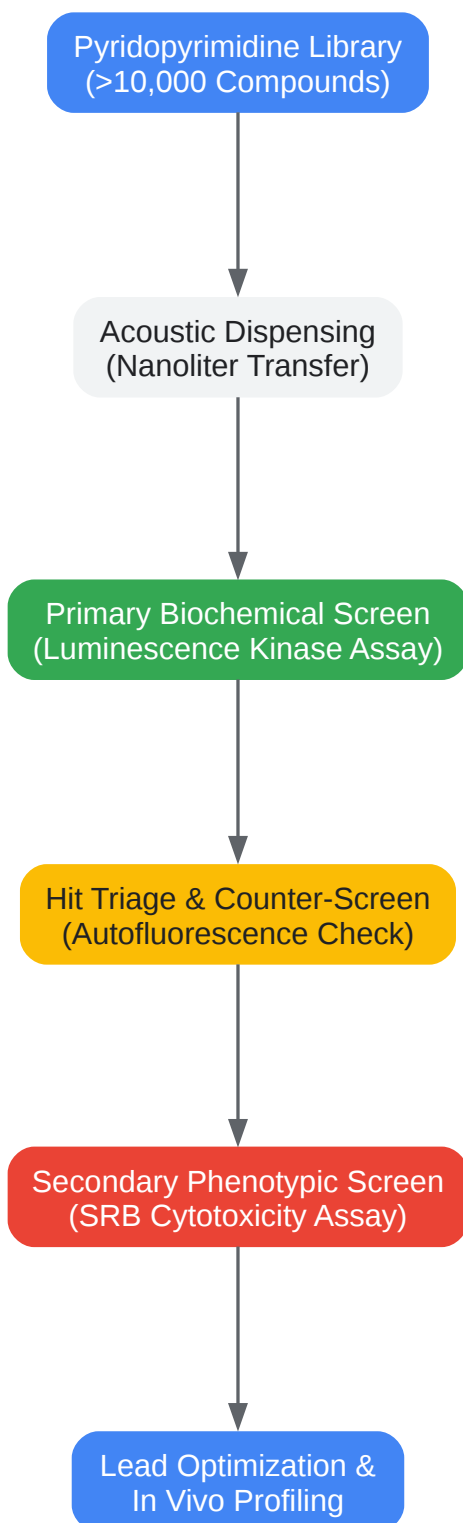 Pyridopyrimidine Library
(>10,000 Compounds)
Acoustic Dispensing
(Nanoliter Transfer)
Primary Biochemical Screen
(Luminescence Kinase Assay)
Hit Triage & Counter-Screen
(Autofluorescence Check)
Secondary Phenotypic Screen
(SRB Cytotoxicity Assay)
Lead Optimization &
In Vivo Profiling